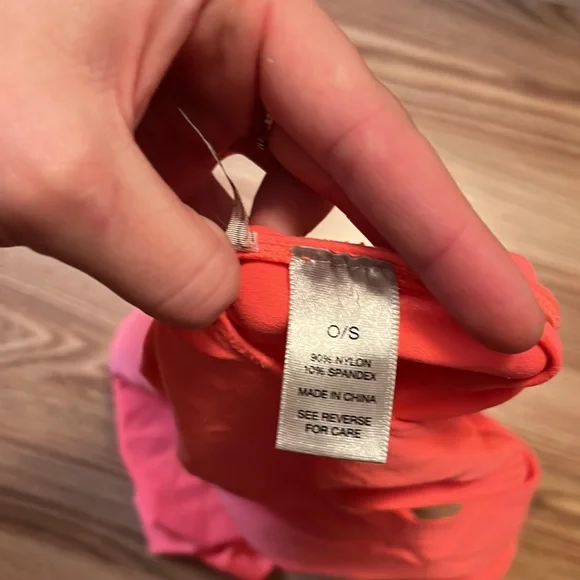 O/S
90% NYLON
10% SPANDEX
MADE IN CHINA
SEE REVERSE
FOR CARE